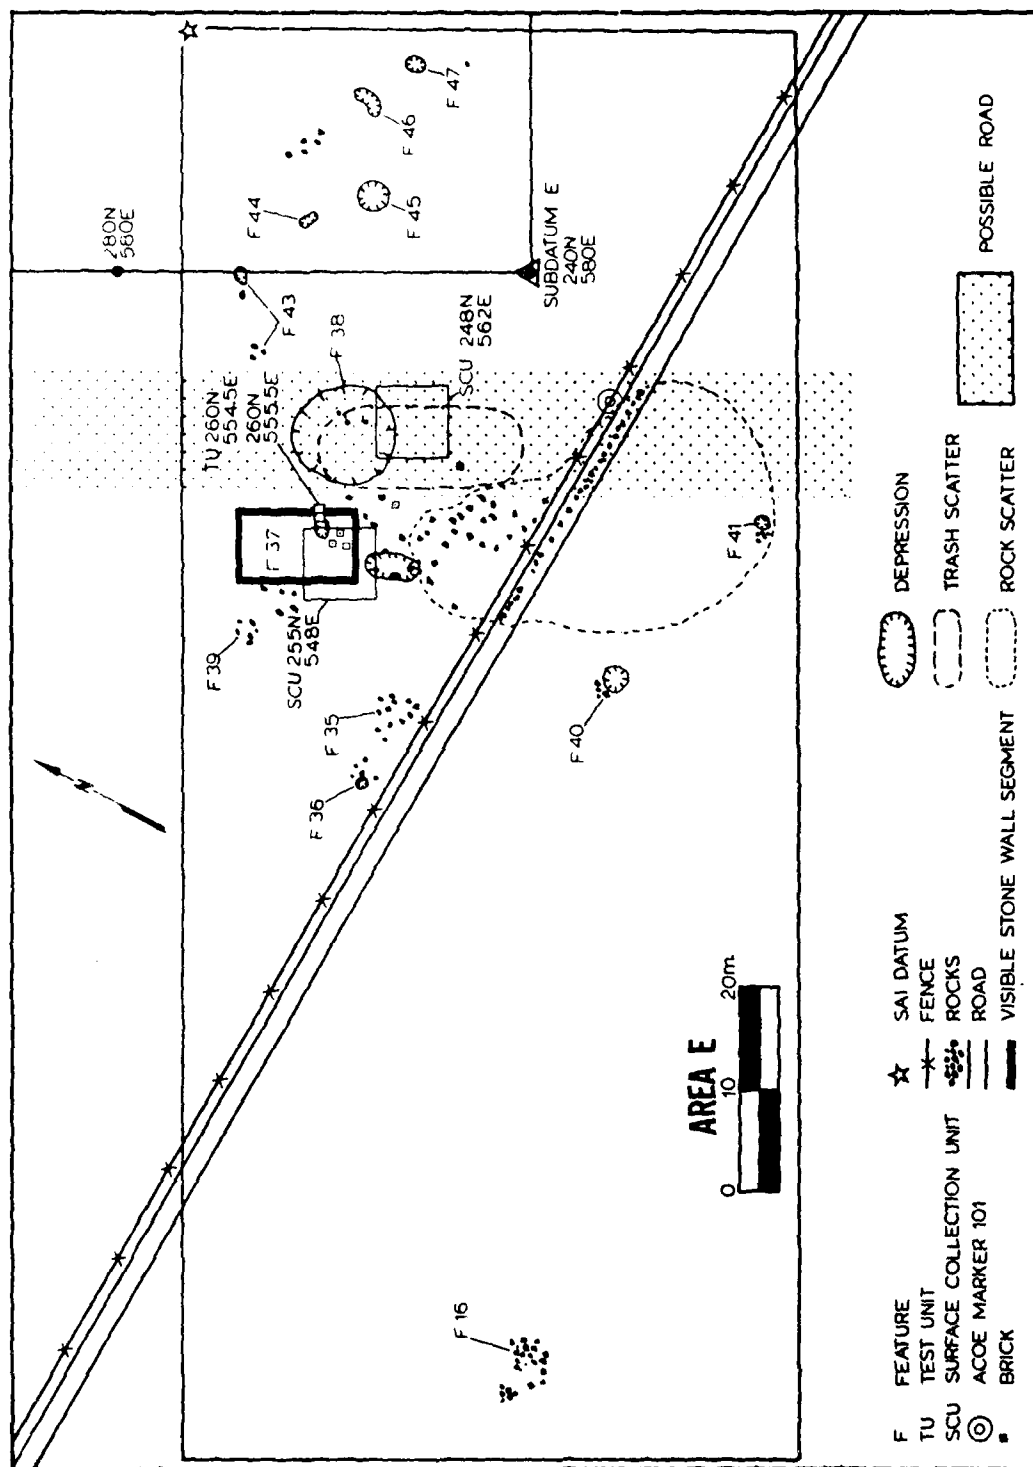 280N
580E
F 44
F 45
F 46
F 47
F 43
SUBDATUM E
240N
580E
TU 260N
554.5E
260N
555.5E
F 38
SCU 248N
562E
F 37
F39
SCU 255N
548E
F 35
F 36
F 41
F40
N
F 16
AREA E
0
10
20m
F FEATURE
TU TEST UNIT
SCU SURFACE COLLECTION UNIT
ACOE MARKER 101
BRICK
SAI DATUM
FENCE
ROCKS
ROAD
VISIBLE STONE WALL SEGMENT
DEPRESSION
TRASH SCATTER
ROCK SCATTER
POSSIBLE ROAD